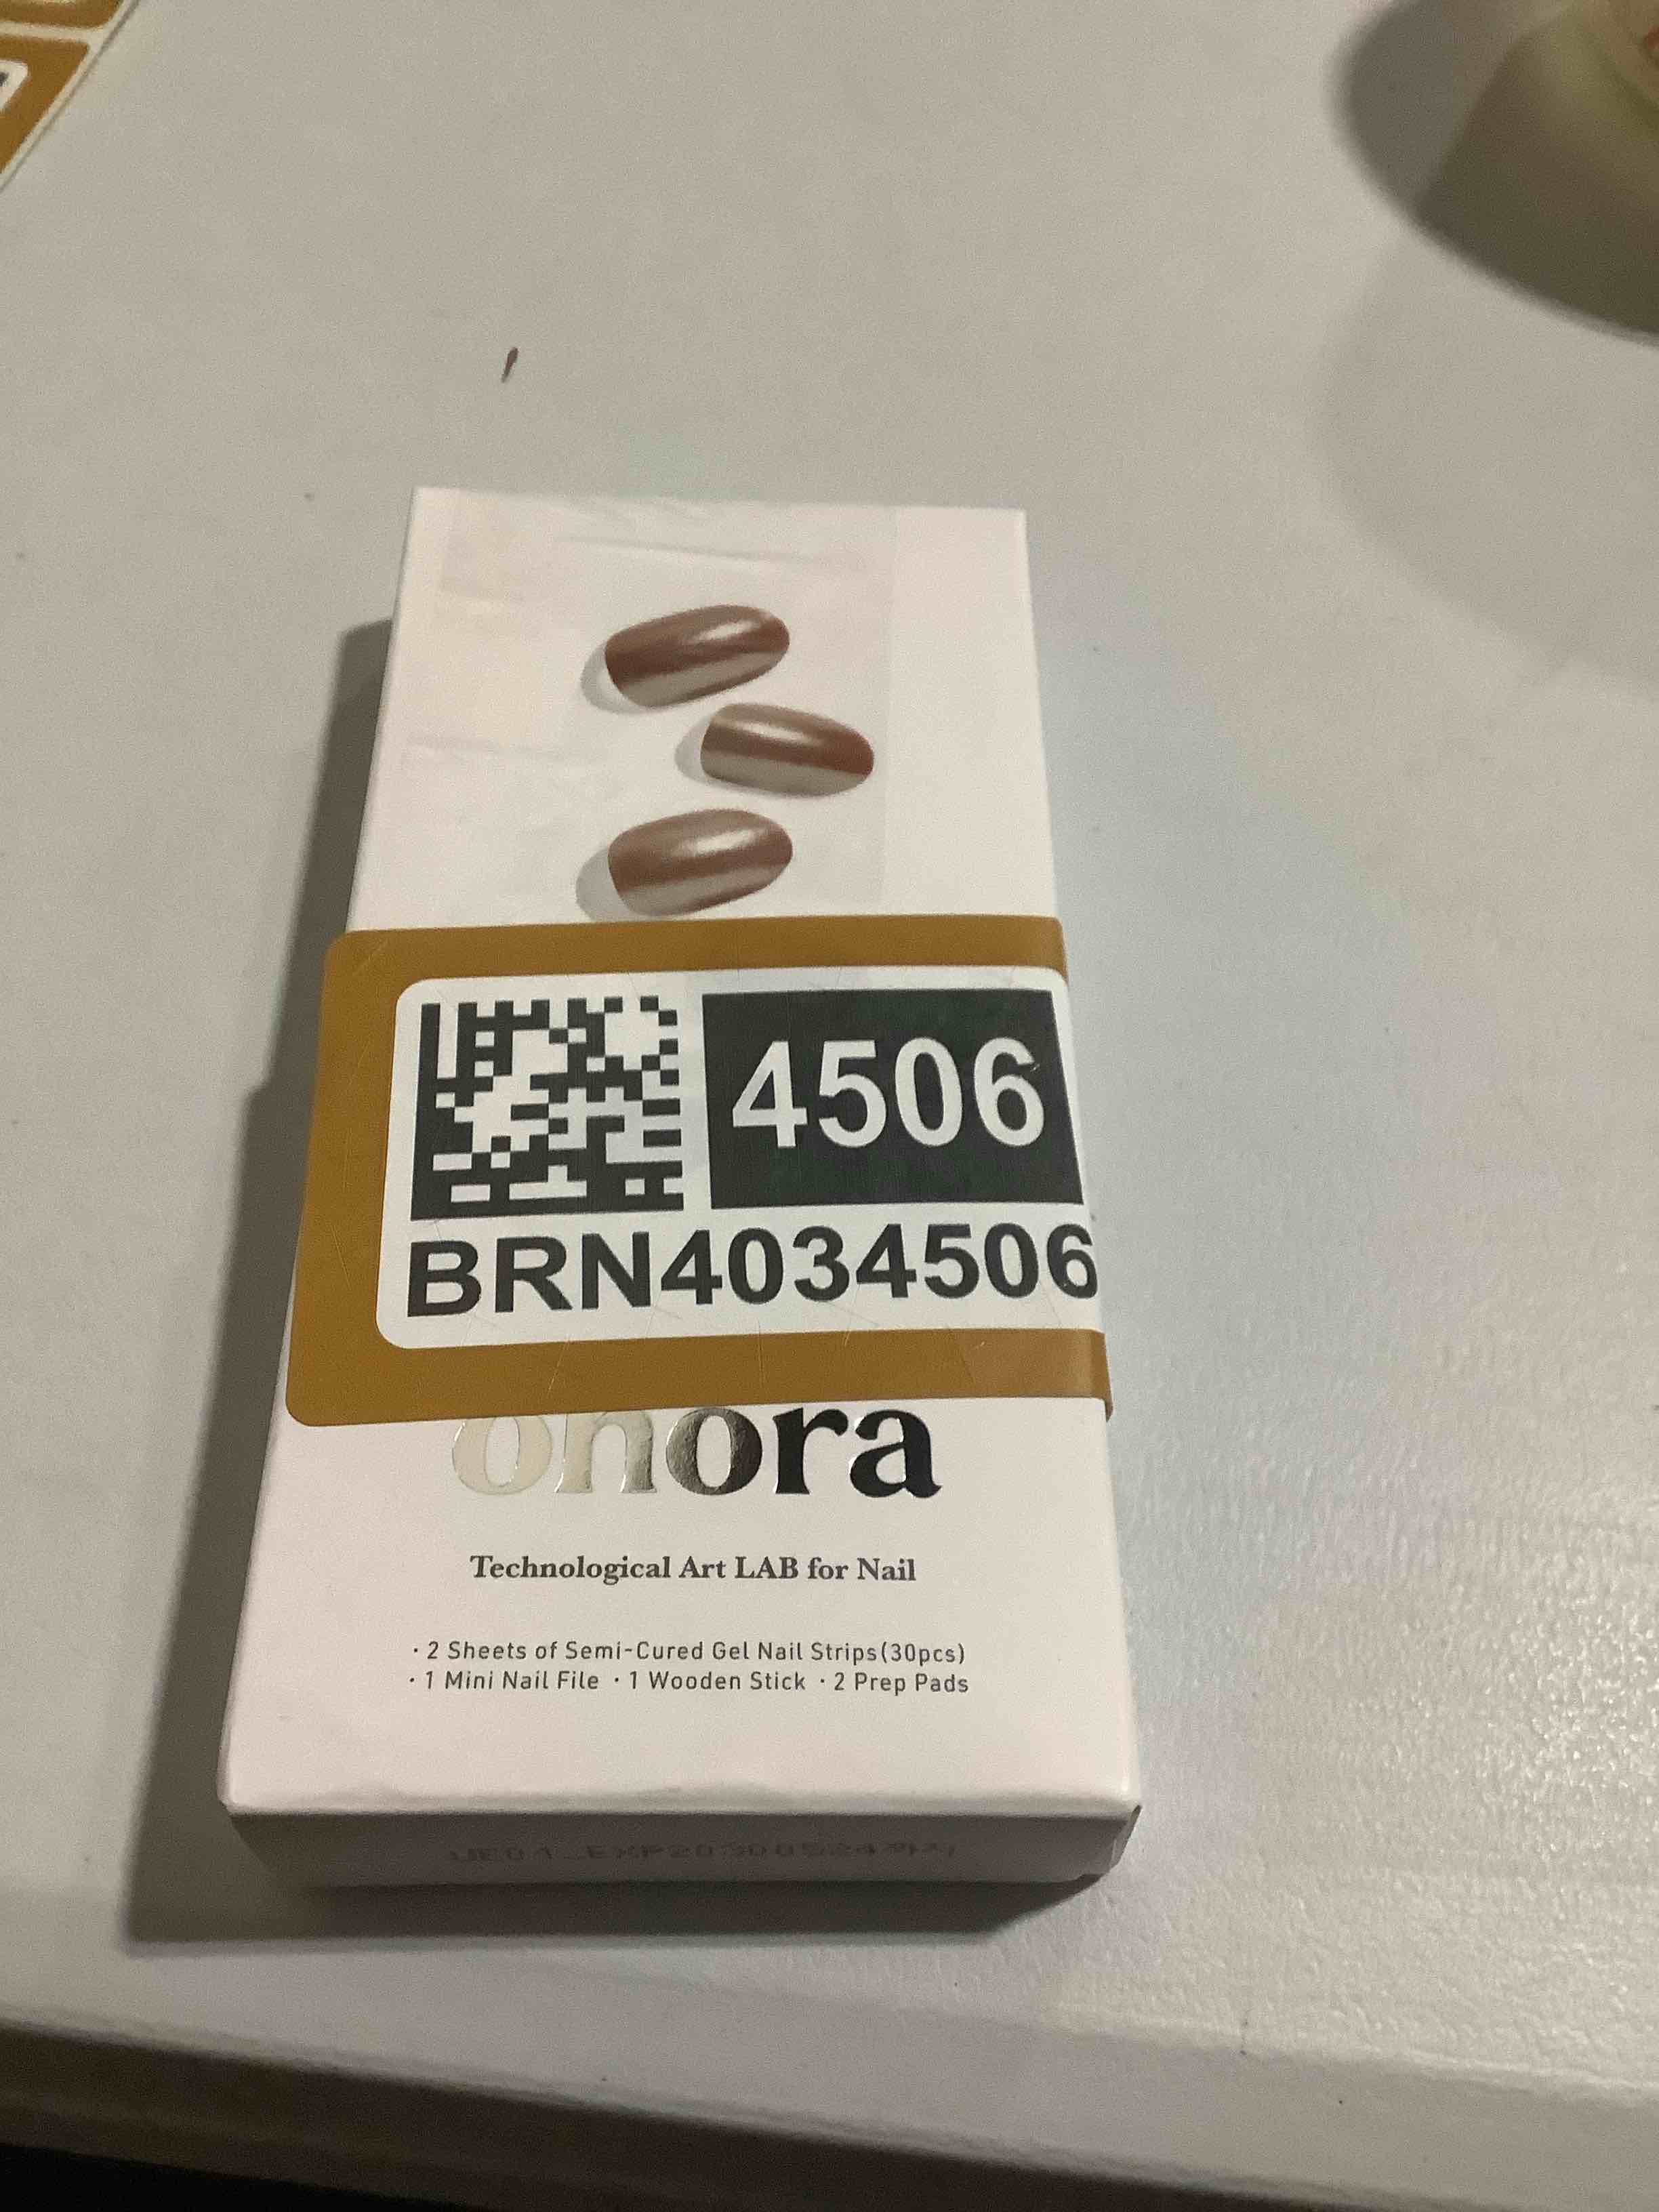 4506
BRN4034506
ohora
Technological Art LAB for Nail
· 2 Sheets of Semi-Cured Gel Nail Strips(30pcs)
· 1 Mini Nail File · 1 Wooden Stick · 2 Prep Pads